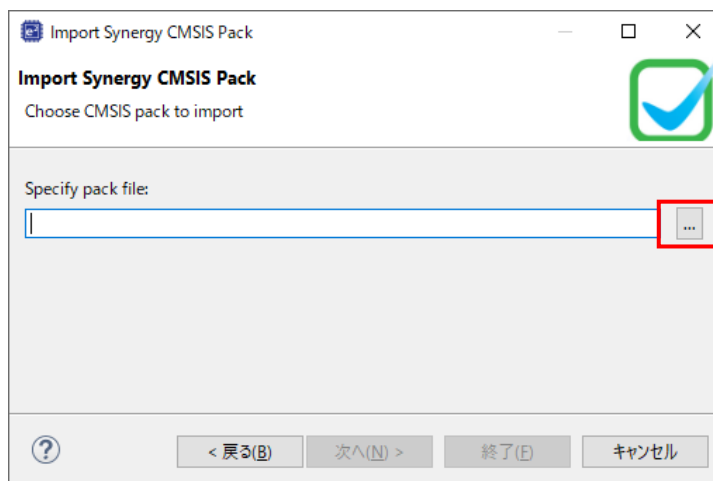 Import Synergy CMSIS Pack
Import Synergy CMSIS Pack
Choose CMSIS pack to import
Specify pack file:
...
< 戻る(B) 次へ(N) > 終了(F) キャンセル